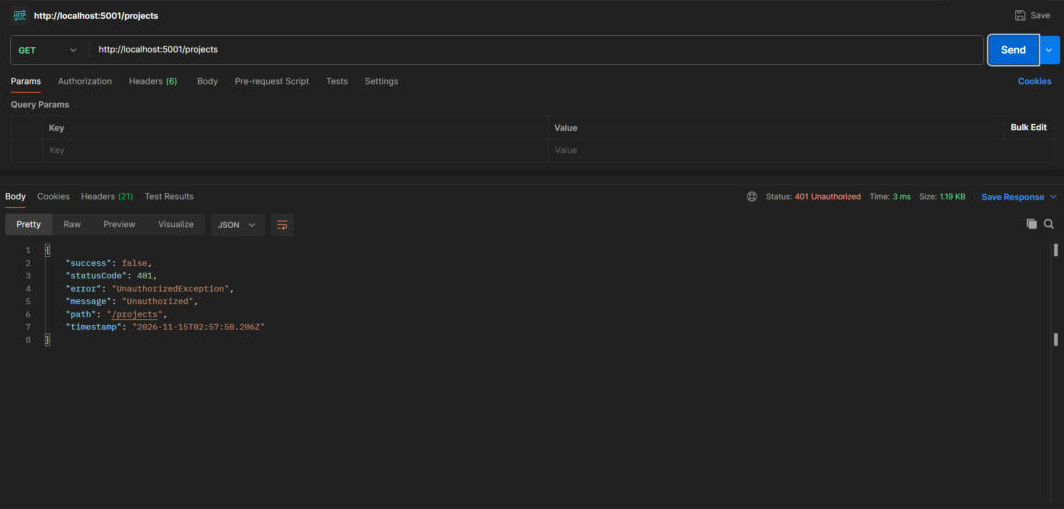 HTTP http://localhost:5001/projects Save
GET http://localhost:5001/projects Send
Params Authorization Headers (6) Body Pre-request Script Tests Settings Cookies
Query Params
Key Value Bulk Edit
Key Value
Body Cookies Headers (21) Test Results Status: 401 Unauthorized Time: 3 ms Size: 1.19 KB Save Response
Pretty Raw Preview Visualize JSON
1 {
2 "success": false,
3 "statusCode": 401,
4 "error": "UnauthorizedException",
5 "message": "Unauthorized",
6 "path": "/projects",
7 "timestamp": "2026-11-15T02:57:50.206Z"
8 }